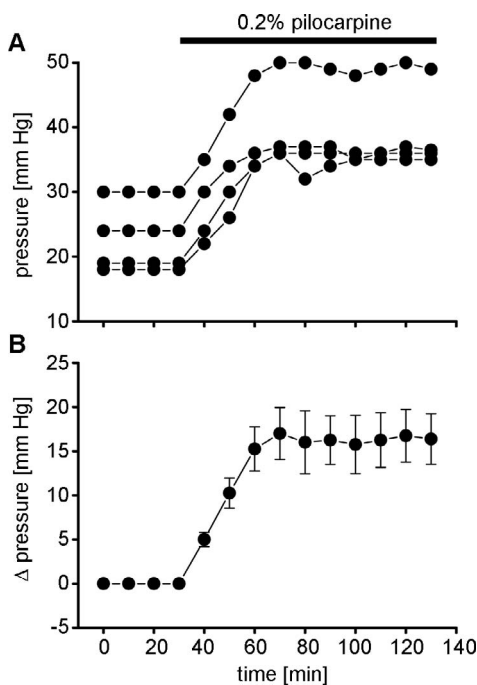 0.2% pilocarpine
A
50
40
30
20
10
pressure [mm Hg]
B
25
20
15
10
5
0
-5
Δ pressure [mm Hg]
0 20 40 60 80 100 120 140
time [min]